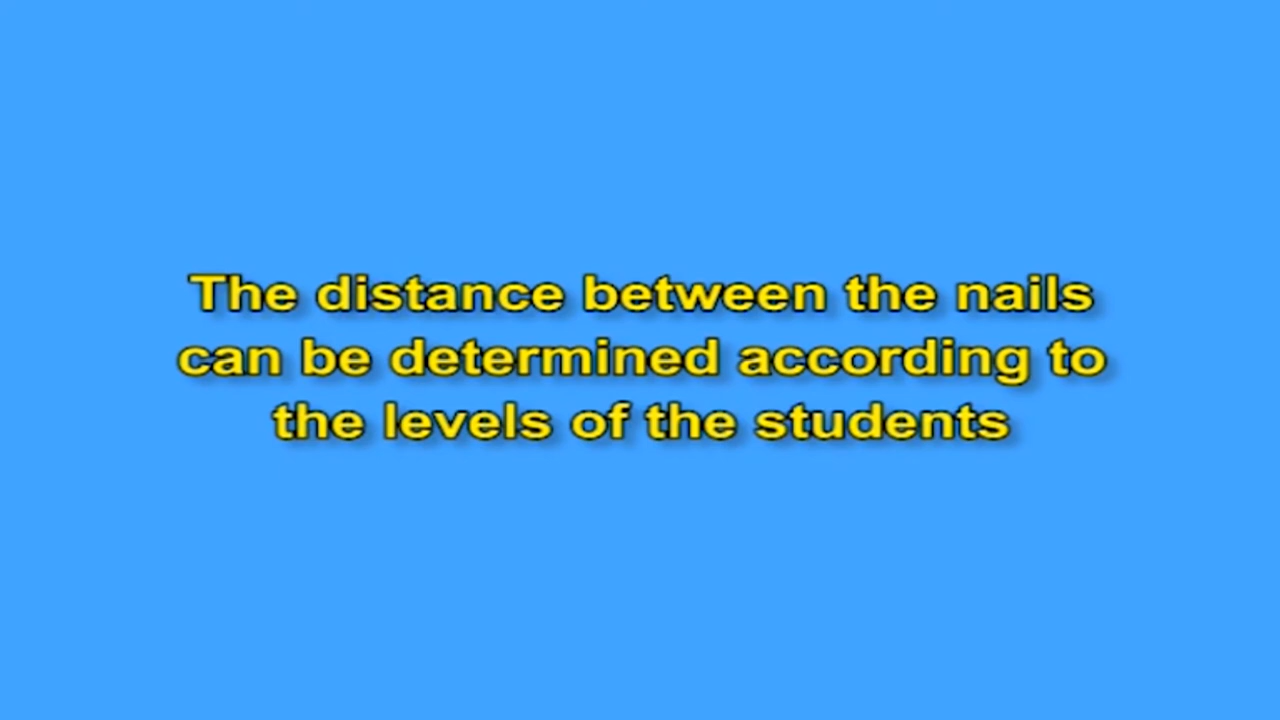 The distance between the nails
can be determined according to
the levels of the students